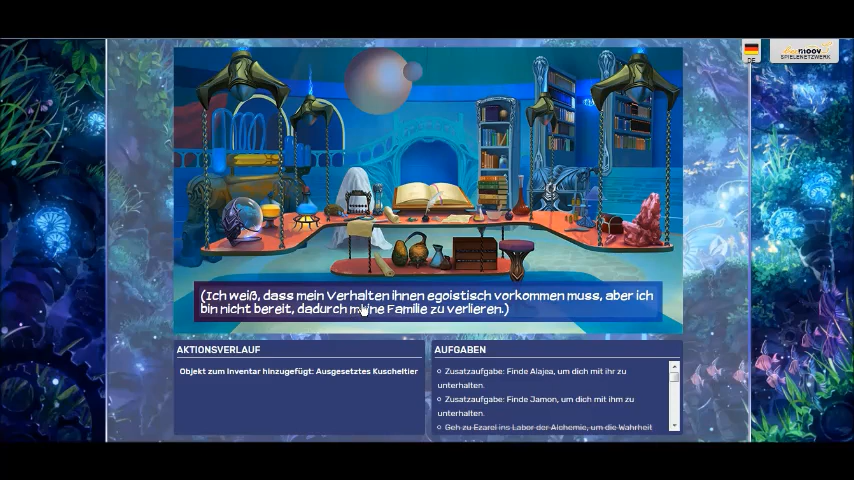 moov
SPIELENETZWERK
DE
(Ich weiß, dass mein Verhalten ihnen egoistisch vorkommen muss, aber ich
bin nicht bereit, dadurch meine Familie zu verlieren.)
AKTIONSVERLAUF
Objekt zum Inventar hinzugefügt: Ausgesetztes Kuscheltier
AUFGABEN
Zusatzaufgabe: Finde Alajea, um dich mit ihr zu
unterhalten.
Zusatzaufgabe: Finde Jamon, um dich mit ihm zu
unterhalten.
Geh zu Ezarel ins Labor der Alchemie, um die Wahrheit